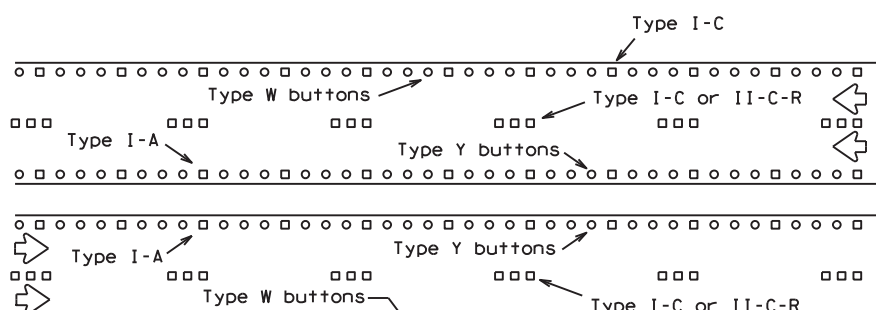 Type I-C
Type W buttons
Type I-C or II-C-R
Type I-A
Type Y buttons
Type I-A
Type Y buttons
Type W buttons
Type I-C or II-C-R